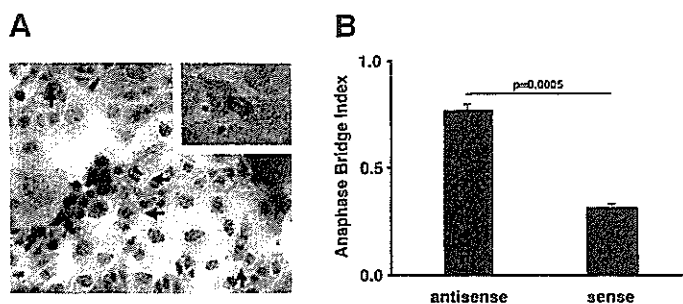 A
B
1.0
p=0.0005
Anaphase Bridge Index
0.5
0.0
antisense
sense